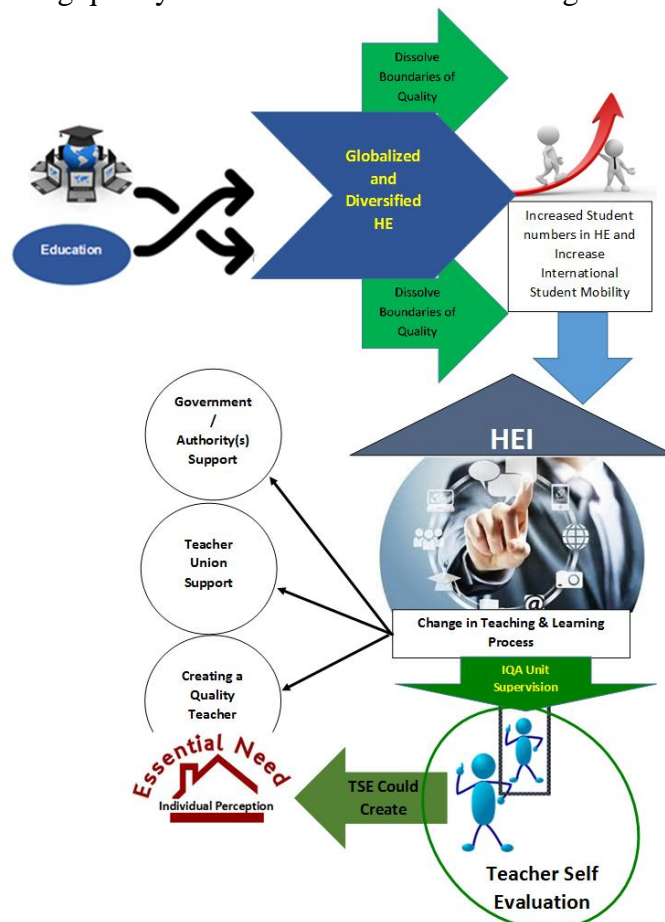 Dissolve
Boundaries of
Quality
Globalized
and
Diversified
HE
Education
Increased Student
numbers in HE and
Increase
International
Student Mobility
Dissolve
Boundaries of
Quality
Government
/
Authority(s)
Support
HEI
Teacher
Union
Support
Change in Teaching & Learning
Process
Creating a
Quality
Teacher
IQA Unit
Supervision
Essential Need
Individual Perception
TSE Could
Create
Teacher Self
Evaluation